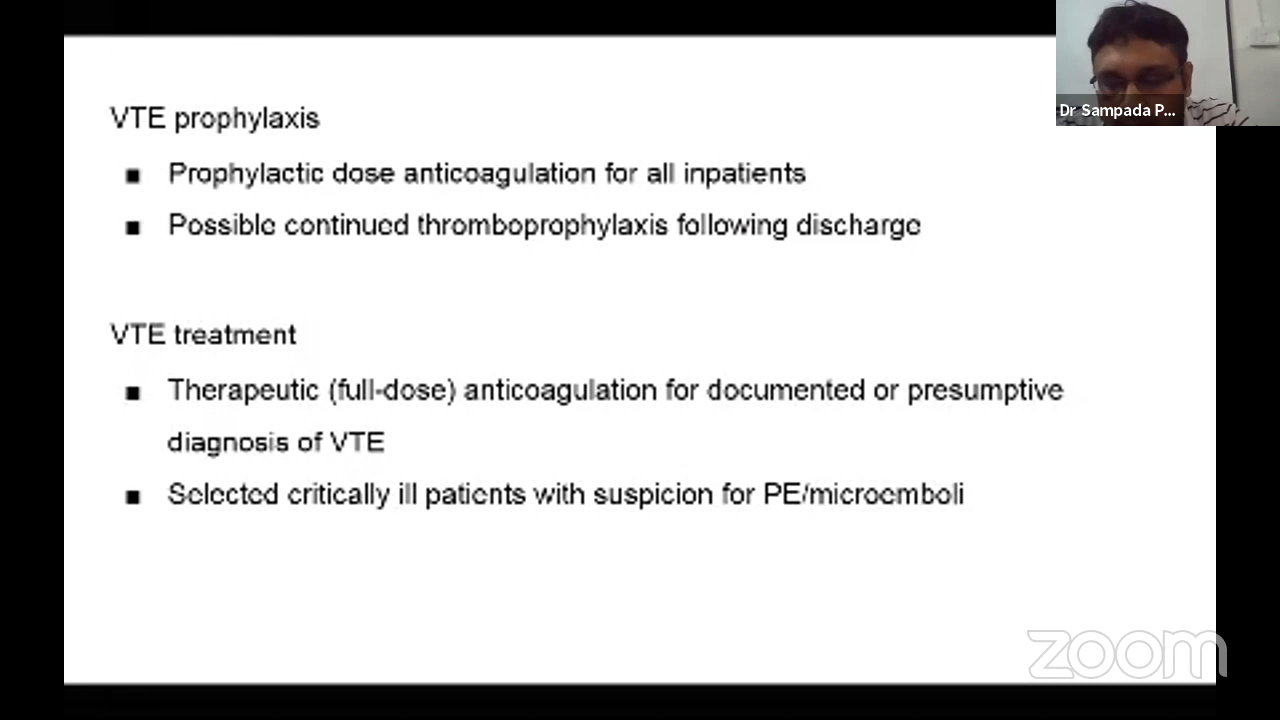 VTE prophylaxis
■ Prophylactic dose anticoagulation for all inpatients
■ Possible continued thromboprophylaxis following discharge
VTE treatment
■ Therapeutic (full-dose) anticoagulation for documented or presumptive
diagnosis of VTE
■ Selected critically ill patients with suspicion for PE/microemboli
Dr Sampada P...
zoom